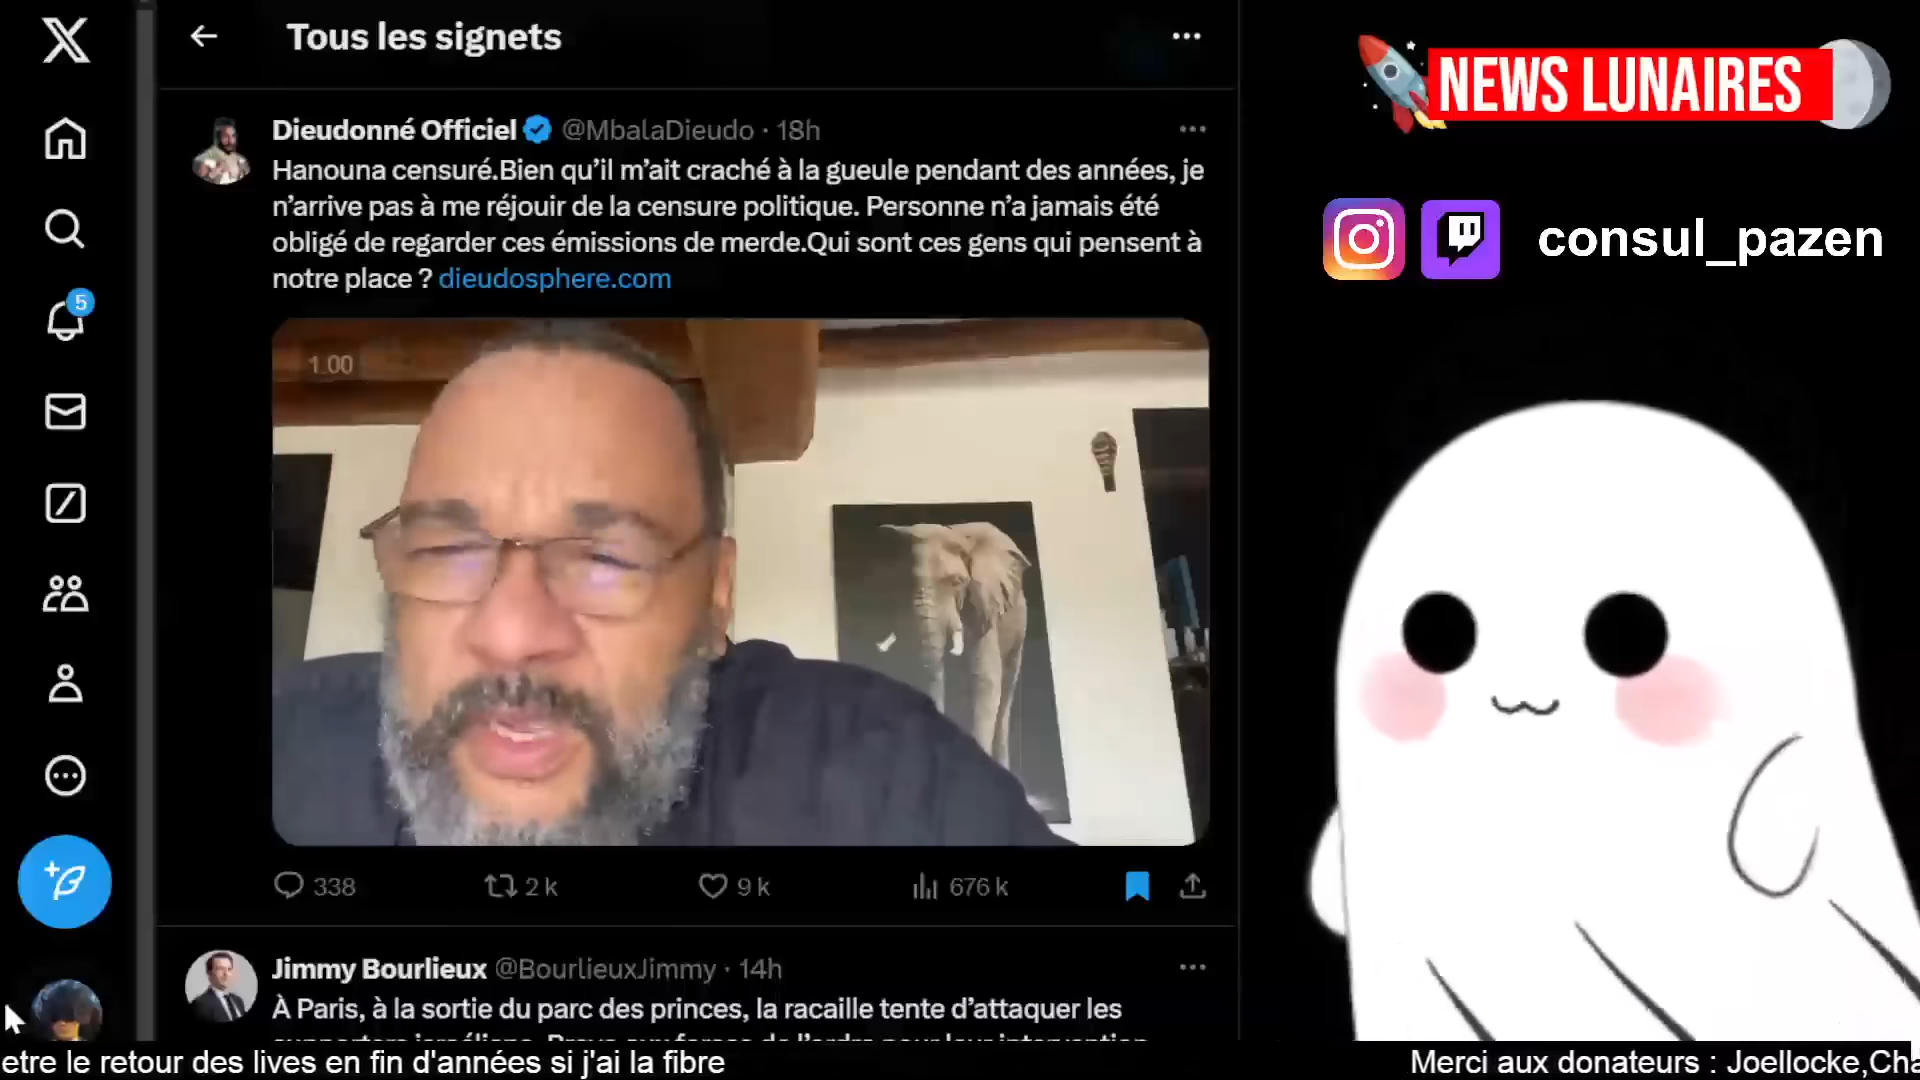 Tous les signets
Dieudonné Officiel @MbalaDieudo · 18h
Hanouna censuré.Bien qu’il m’ait craché à la gueule pendant des années, je
n’arrive pas à me réjouir de la censure politique. Personne n’a jamais été
obligé de regarder ces émissions de merde.Qui sont ces gens qui pensent à
notre place ? dieudosphere.com
1.00
338 2 k 9 k 676 k
Jimmy Bourlieux @BourlieuxJimmy · 14h
À Paris, à la sortie du parc des princes, la racaille tente d’attaquer les
5
NEWS LUNAIRES
consul_pazen
etre le retour des lives en fin d'années si j'ai la fibre
Merci aux donateurs : Joellocke,Cha